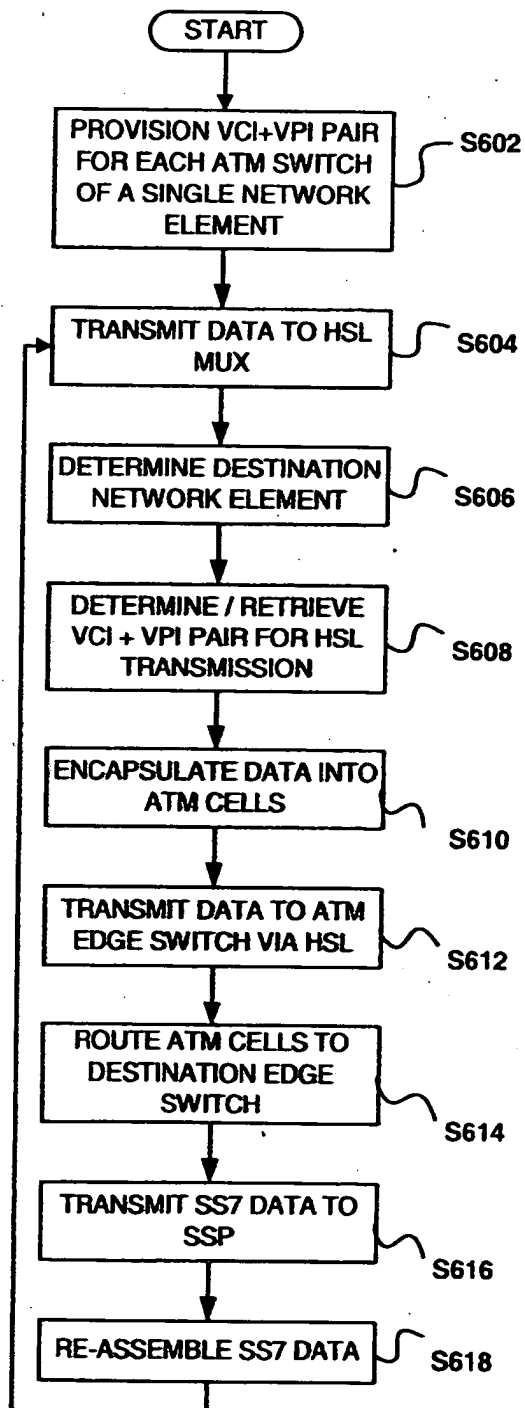 START
PROVISION VCI+VPI PAIR
FOR EACH ATM SWITCH
OF A SINGLE NETWORK
ELEMENT
S602
TRANSMIT DATA TO HSL
MUX
S604
DETERMINE DESTINATION
NETWORK ELEMENT
S606
DETERMINE / RETRIEVE
VCI + VPI PAIR FOR HSL
TRANSMISSION
S608
ENCAPSULATE DATA INTO
ATM CELLS
S610
TRANSMIT DATA TO ATM
EDGE SWITCH VIA HSL
S612
ROUTE ATM CELLS TO
DESTINATION EDGE
SWITCH
S614
TRANSMIT SS7 DATA TO
SSP
S616
RE-ASSEMBLE SS7 DATA
S618